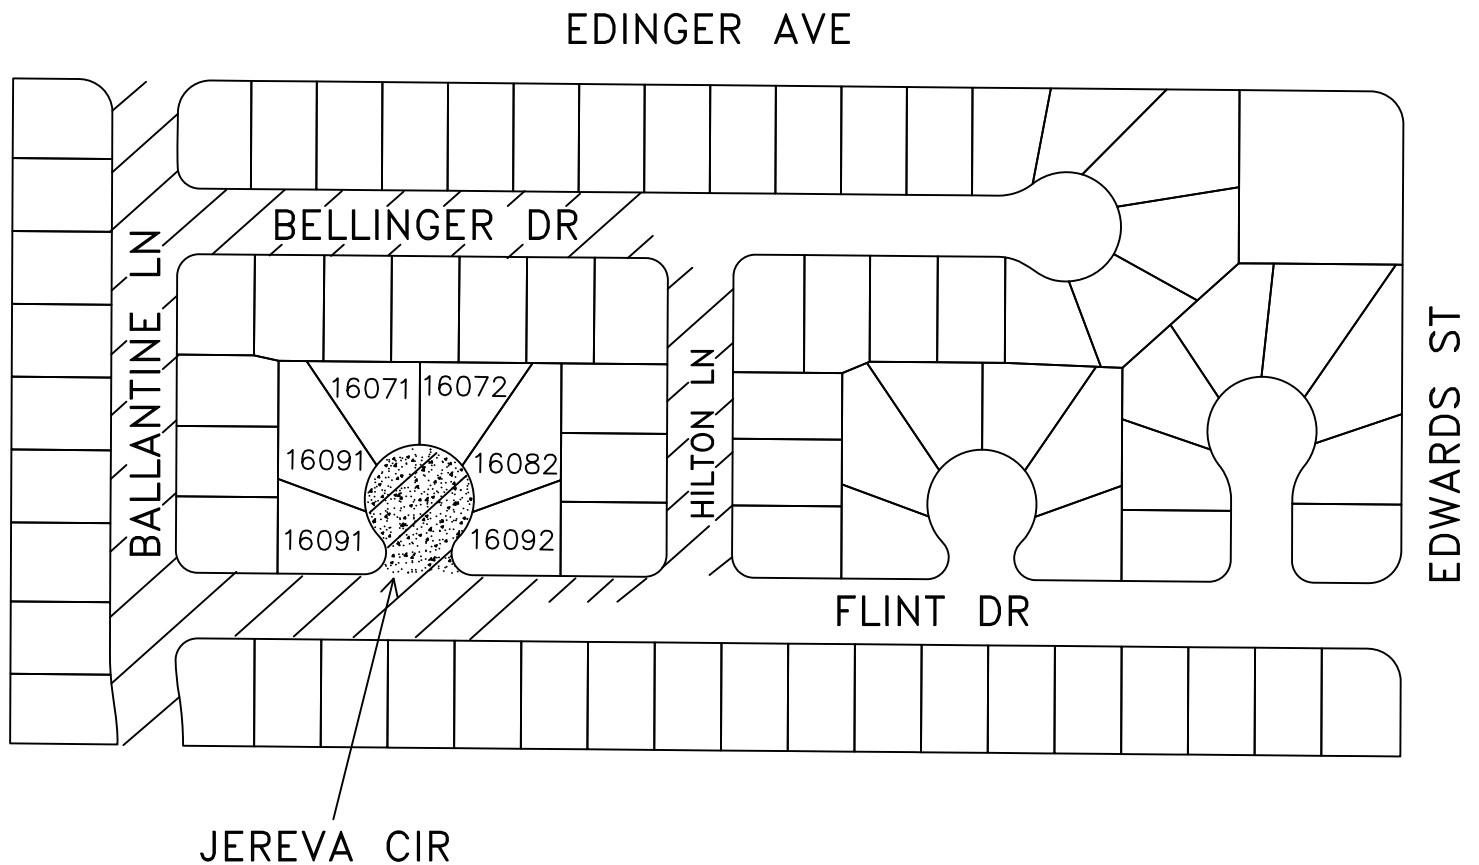 EDINGER AVE
BELLINGER DR
BALLANTINE LN
HILTON LN
EDWARDS ST
16071
16072
16091
16082
16091
16092
FLINT DR
JEREVA CIR